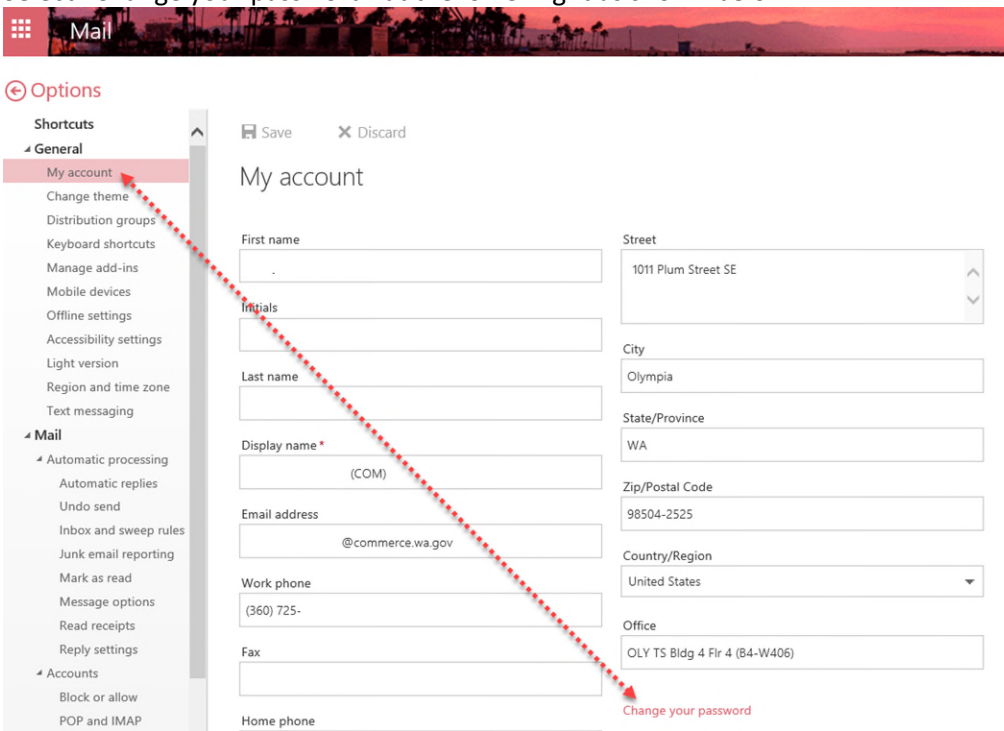 Mail
Options
Shortcuts
General
My account
Change theme
Distribution groups
Keyboard shortcuts
Manage add-ins
Mobile devices
Offline settings
Accessibility settings
Light version
Region and time zone
Text messaging
Mail
Automatic processing
Automatic replies
Undo send
Inbox and sweep rules
Junk email reporting
Mark as read
Message options
Read receipts
Reply settings
Accounts
Block or allow
POP and IMAP
Save Discard
My account
First name
Initials
Last name
Display name *
(COM)
Email address
@commerce.wa.gov
Work phone
(360) 725-
Fax
Home phone
Street
1011 Plum Street SE
City
Olympia
State/Province
WA
Zip/Postal Code
98504-2525
Country/Region
United States
Office
OLY TS Bldg 4 Flr 4 (B4-W406)
Change your password